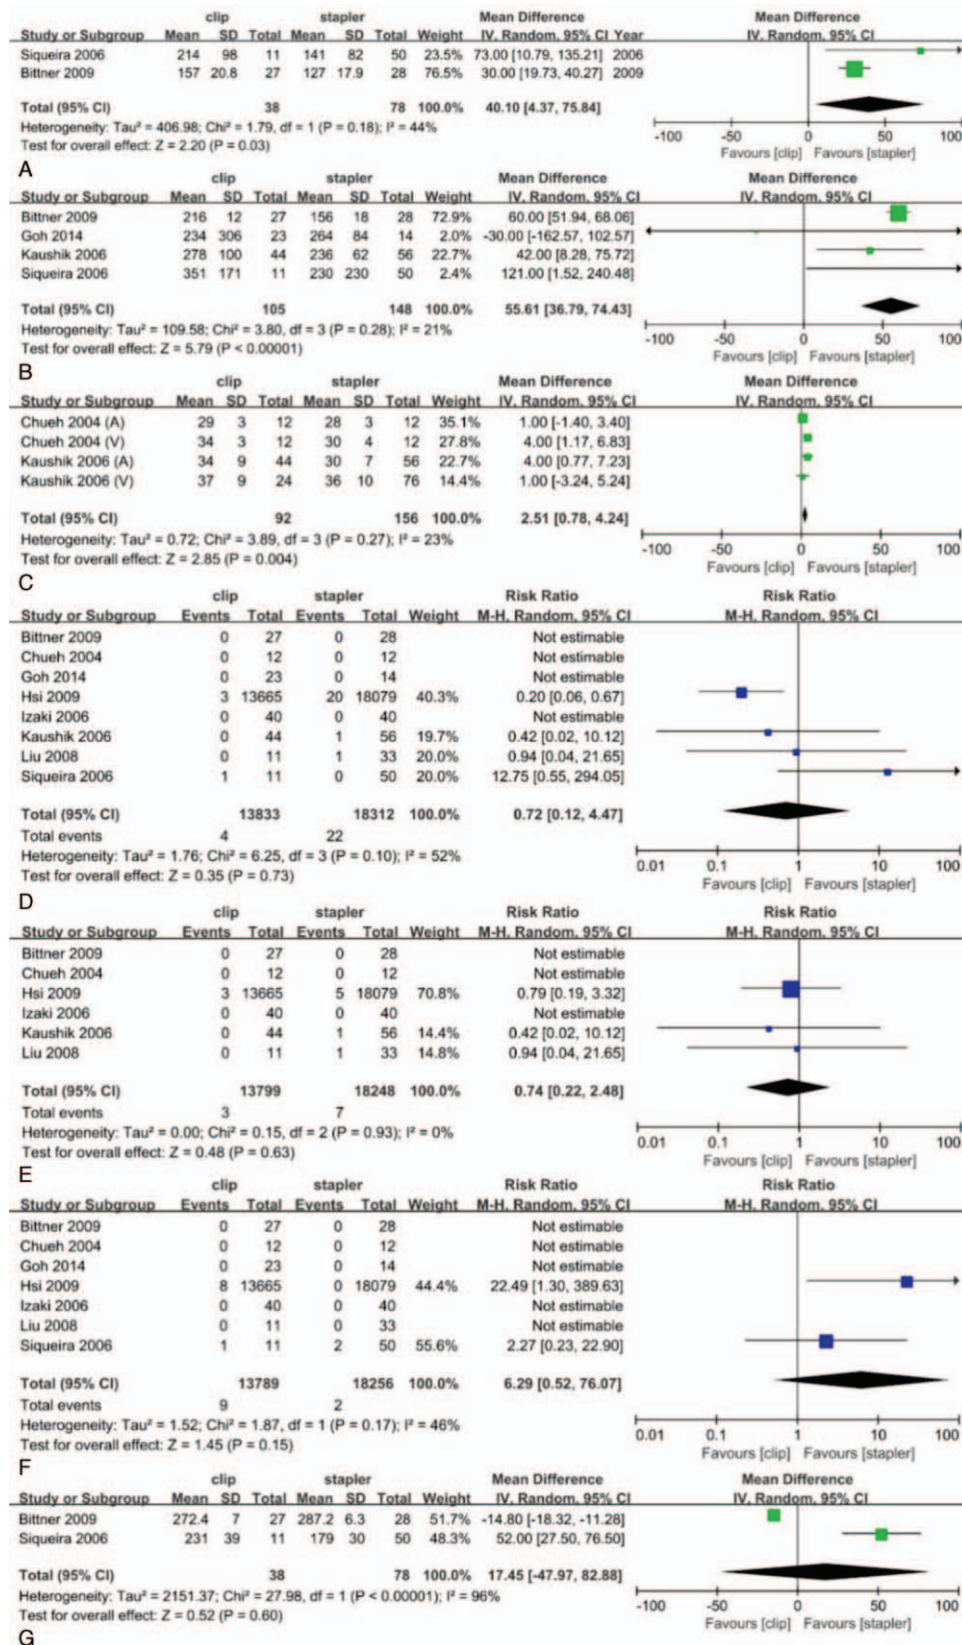 clip stapler Mean Difference Mean Difference
Study or Subgroup Mean SD Total Mean SD Total Weight IV. Random. 95% CI Year IV. Random. 95% CI
Siqueira 2006 214 98 11 141 82 50 23.5% 73.00 [10.79, 135.21] 2006
Bittner 2009 157 20.8 27 127 17.9 28 76.5% 30.00 [19.73, 40.27] 2009
Total (95% CI) 38 78 100.0% 40.10 [4.37, 75.84]
Heterogeneity: Tau² = 406.98; Chi² = 1.79, df = 1 (P = 0.18); I² = 44%
Test for overall effect: Z = 2.20 (P = 0.03)
-100 -50 0 50 100
Favours [clip] Favours [stapler]
A
clip stapler Mean Difference Mean Difference
Study or Subgroup Mean SD Total Mean SD Total Weight IV. Random. 95% CI IV. Random. 95% CI
Bittner 2009 216 12 27 156 18 28 72.9% 60.00 [51.94, 68.06]
Goh 2014 234 306 23 264 84 14 2.0% -30.00 [-162.57, 102.57]
Kaushik 2006 278 100 44 236 62 56 22.7% 42.00 [8.28, 75.72]
Siqueira 2006 351 171 11 230 230 50 2.4% 121.00 [1.52, 240.48]
Total (95% CI) 105 148 100.0% 55.61 [36.79, 74.43]
Heterogeneity: Tau² = 109.58; Chi² = 3.80, df = 3 (P = 0.28); I² = 21%
Test for overall effect: Z = 5.79 (P < 0.00001)
-100 -50 0 50 100
Favours [clip] Favours [stapler]
B
clip stapler Mean Difference Mean Difference
Study or Subgroup Mean SD Total Mean SD Total Weight IV. Random. 95% CI IV. Random. 95% CI
Chueh 2004 (A) 29 3 12 28 3 12 35.1% 1.00 [-1.40, 3.40]
Chueh 2004 (V) 34 3 12 30 4 12 27.8% 4.00 [1.17, 6.83]
Kaushik 2006 (A) 34 9 44 30 7 56 22.7% 4.00 [0.77, 7.23]
Kaushik 2006 (V) 37 9 24 36 10 76 14.4% 1.00 [-3.24, 5.24]
Total (95% CI) 92 156 100.0% 2.51 [0.78, 4.24]
Heterogeneity: Tau² = 0.72; Chi² = 3.89, df = 3 (P = 0.27); I² = 23%
Test for overall effect: Z = 2.85 (P = 0.004)
-100 -50 0 50 100
Favours [clip] Favours [stapler]
C
clip stapler Risk Ratio Risk Ratio
Study or Subgroup Events Total Events Total Weight M-H. Random. 95% CI M-H. Random. 95% CI
Bittner 2009 0 27 0 28 Not estimable
Chueh 2004 0 12 0 12 Not estimable
Goh 2014 0 23 0 14 Not estimable
Hsi 2009 3 13665 20 18079 40.3% 0.20 [0.06, 0.67]
Izaki 2006 0 40 0 40 Not estimable
Kaushik 2006 0 44 1 56 19.7% 0.42 [0.02, 10.12]
Liu 2008 0 11 1 33 20.0% 0.94 [0.04, 21.65]
Siqueira 2006 1 11 0 50 20.0% 12.75 [0.55, 294.05]
Total (95% CI) 13833 18312 100.0% 0.72 [0.12, 4.47]
Total events 4 22
Heterogeneity: Tau² = 1.76; Chi² = 6.25, df = 3 (P = 0.10); I² = 52%
Test for overall effect: Z = 0.35 (P = 0.73)
0.01 0.1 1 10 100
Favours [clip] Favours [stapler]
D
clip stapler Risk Ratio Risk Ratio
Study or Subgroup Events Total Events Total Weight M-H. Random. 95% CI M-H. Random. 95% CI
Bittner 2009 0 27 0 28 Not estimable
Chueh 2004 0 12 0 12 Not estimable
Hsi 2009 3 13665 5 18079 70.8% 0.79 [0.19, 3.32]
Izaki 2006 0 40 0 40 Not estimable
Kaushik 2006 0 44 1 56 14.4% 0.42 [0.02, 10.12]
Liu 2008 0 11 1 33 14.8% 0.94 [0.04, 21.65]
Total (95% CI) 13799 18248 100.0% 0.74 [0.22, 2.48]
Total events 3 7
Heterogeneity: Tau² = 0.00; Chi² = 0.15, df = 2 (P = 0.93); I² = 0%
Test for overall effect: Z = 0.48 (P = 0.63)
0.01 0.1 1 10 100
Favours [clip] Favours [stapler]
E
clip stapler Risk Ratio Risk Ratio
Study or Subgroup Events Total Events Total Weight M-H. Random. 95% CI M-H. Random. 95% CI
Bittner 2009 0 27 0 28 Not estimable
Chueh 2004 0 12 0 12 Not estimable
Goh 2014 0 23 0 14 Not estimable
Hsi 2009 8 13665 0 18079 44.4% 22.49 [1.30, 389.63]
Izaki 2006 0 40 0 40 Not estimable
Liu 2008 0 11 0 33 Not estimable
Siqueira 2006 1 11 2 50 55.6% 2.27 [0.23, 22.90]
Total (95% CI) 13789 18256 100.0% 6.29 [0.52, 76.07]
Total events 9 2
Heterogeneity: Tau² = 1.52; Chi² = 1.87, df = 1 (P = 0.17); I² = 46%
Test for overall effect: Z = 1.45 (P = 0.15)
0.01 0.1 1 10 100
Favours [clip] Favours [stapler]
F
clip stapler Mean Difference Mean Difference
Study or Subgroup Mean SD Total Mean SD Total Weight IV. Random. 95% CI IV. Random. 95% CI
Bittner 2009 272.4 7 27 287.2 6.3 28 51.7% -14.80 [-18.32, -11.28]
Siqueira 2006 231 39 11 179 30 50 48.3% 52.00 [27.50, 76.50]
Total (95% CI) 38 78 100.0% 17.45 [-47.97, 82.88]
Heterogeneity: Tau² = 2151.37; Chi² = 27.98, df = 1 (P < 0.00001); I² = 96%
Test for overall effect: Z = 0.52 (P = 0.60)
-100 -50 0 50 100
Favours [clip] Favours [stapler]
G